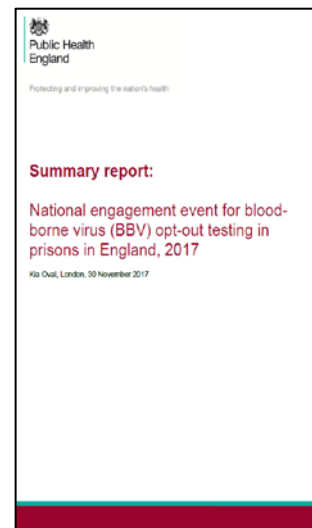 Public Health
England
Protecting and improving the nation's health
Summary report:
National engagement event for blood-
borne virus (BBV) opt-out testing in
prisons in England, 2017
Kia Oval, London, 30 November 2017